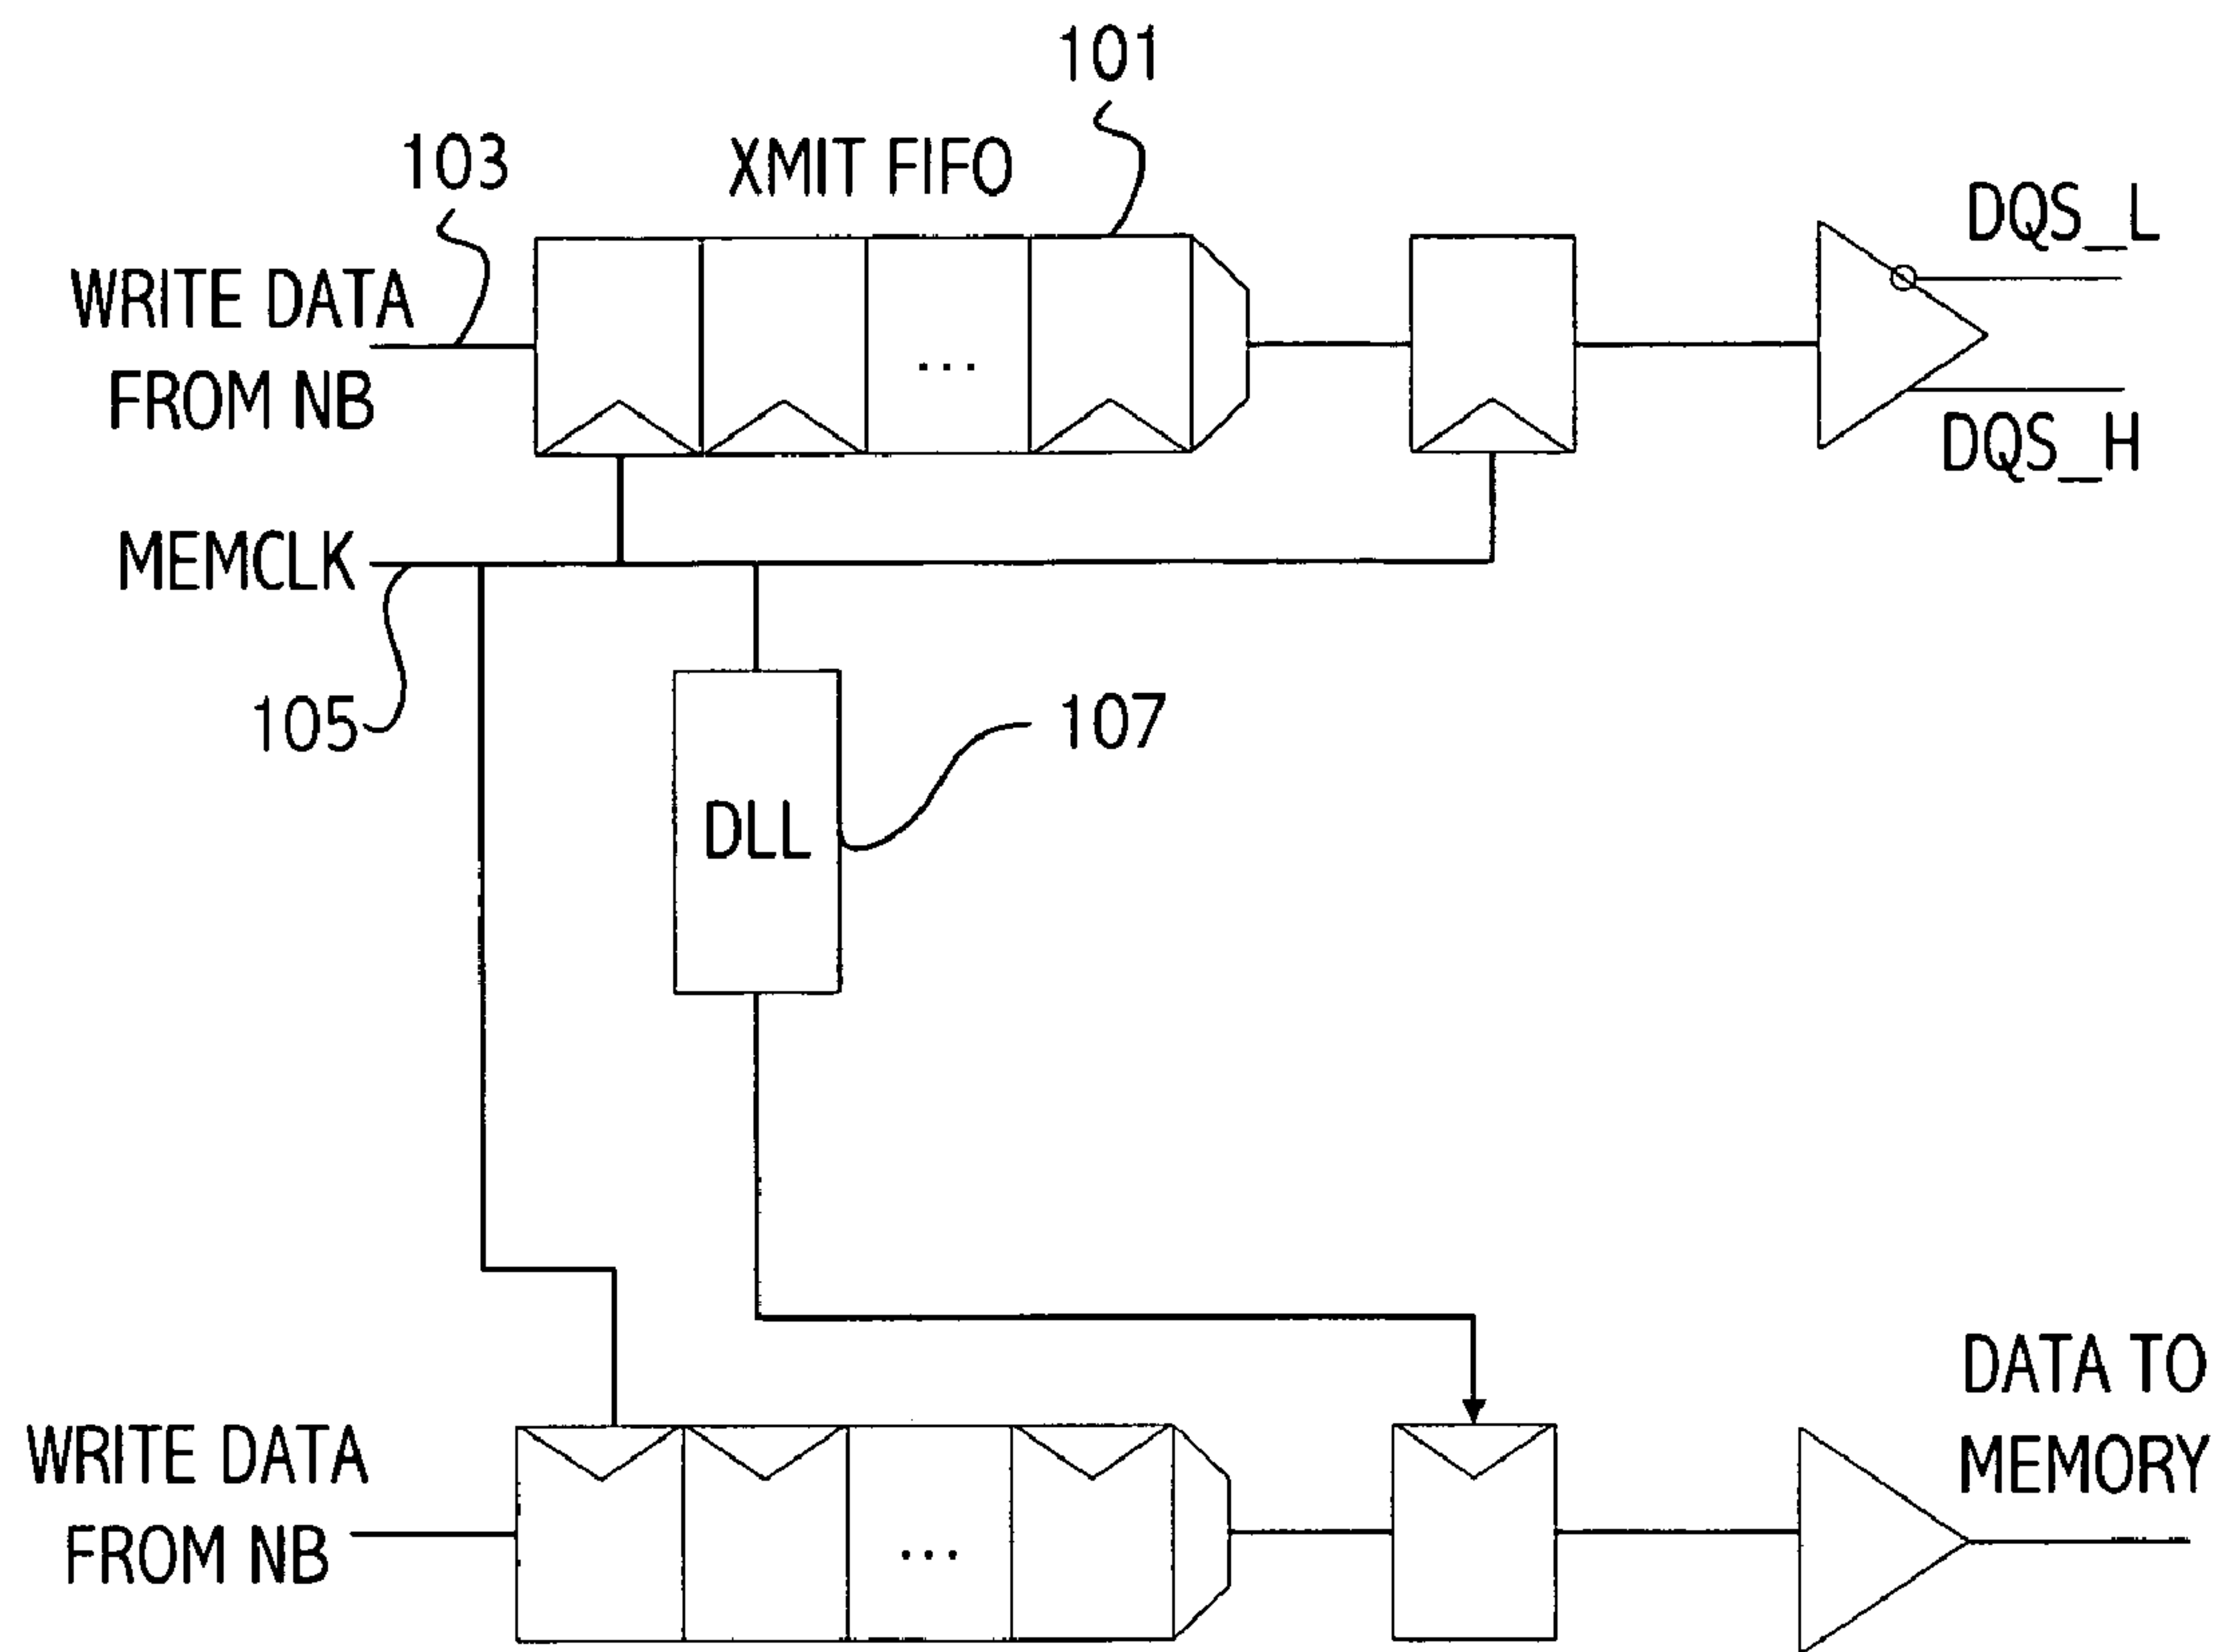 101
103
XMIT FIFO
DQS_L
WRITE DATA
FROM NB
...
DQS_H
MEMCLK
105
107
DLL
DATA TO
MEMORY
WRITE DATA
FROM NB
...